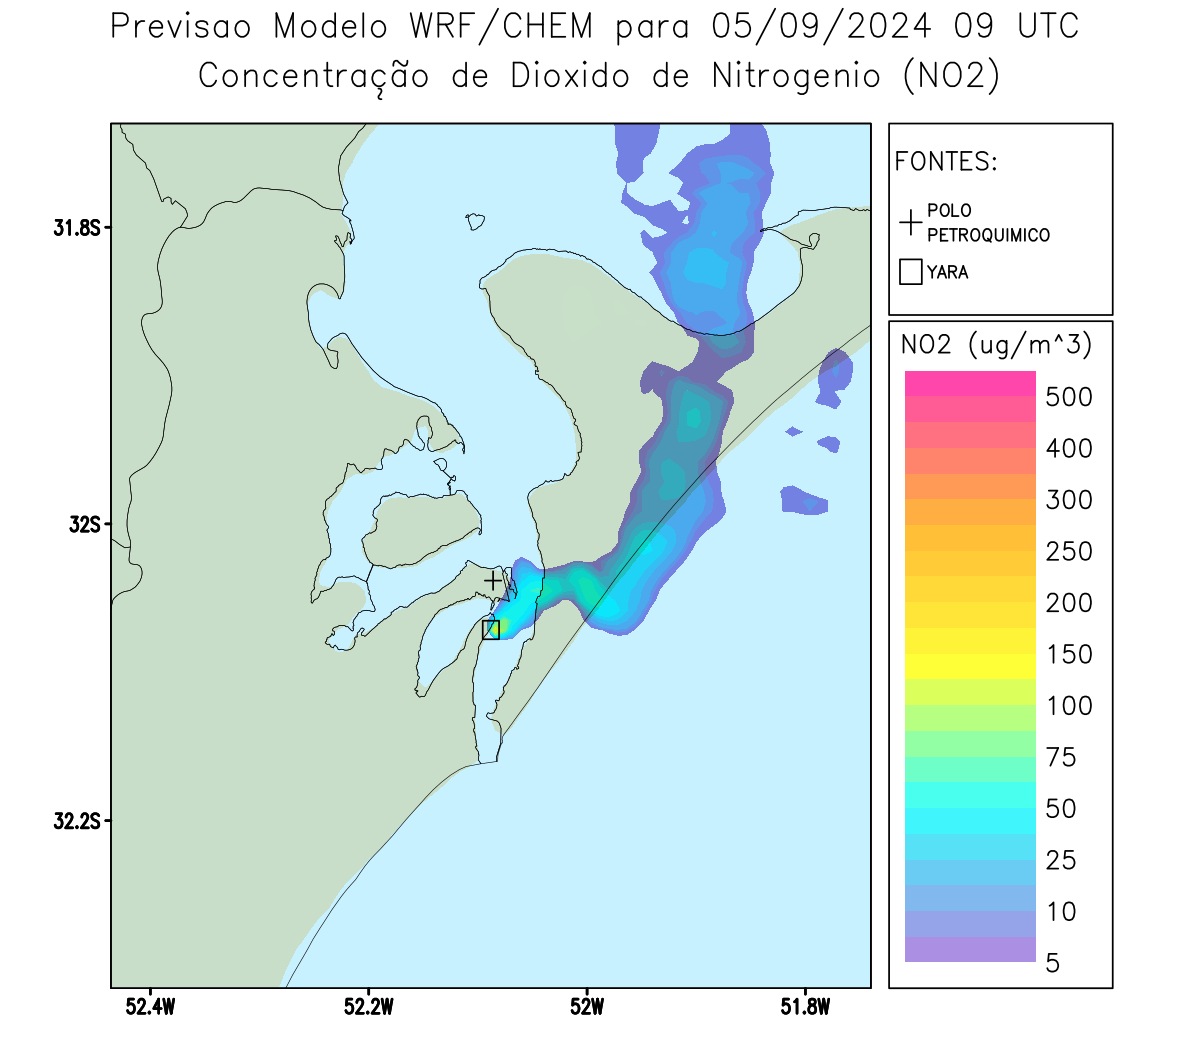 Previsao Modelo WRF/CHEM para 05/09/2024 09 UTC
Concentração de Dioxido de Nitrogenio (NO2)
FONTES:
POLO
PETROQUIMICO
YARA
31.8S
32S
32.2S
52.4W
52.2W
52W
51.8W
NO2 (ug/m^3)
500
400
300
250
200
150
100
75
50
25
10
5